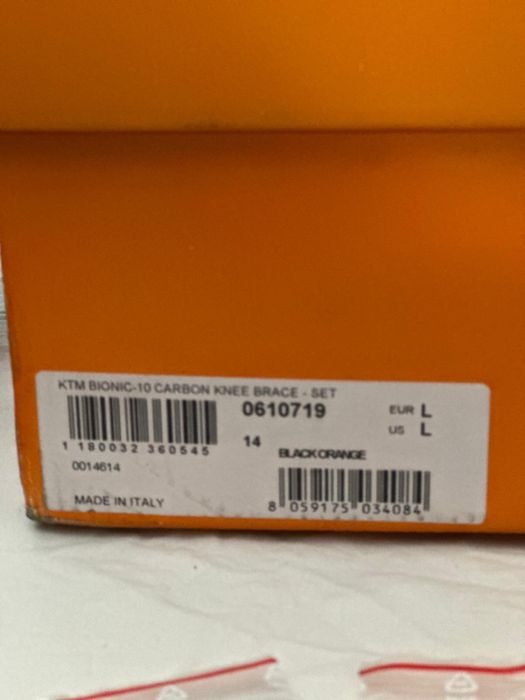 KTM BIONIC-10 CARBON KNEE BRACE - SET
0610719
EUR L
US L
1 180032 360545
14
BLACK ORANGE
0014614
MADE IN ITALY
8 059175 034084